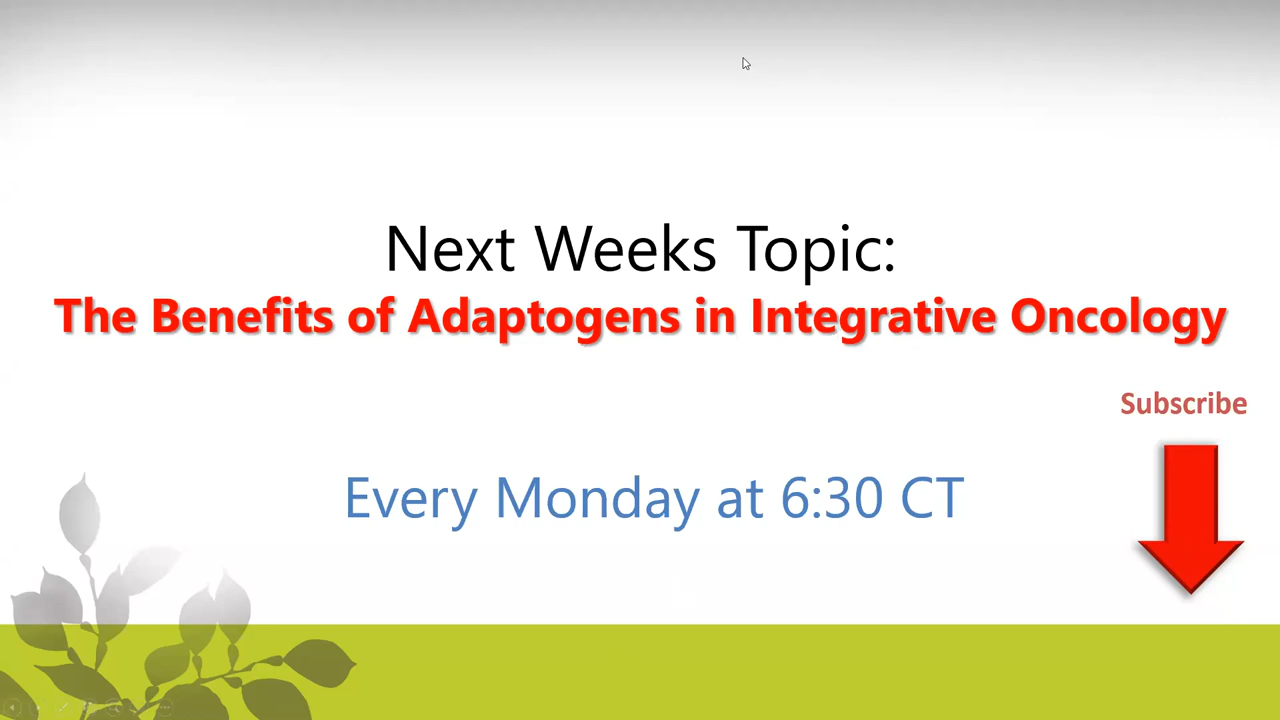 Next Weeks Topic:
The Benefits of Adaptogens in Integrative Oncology
Subscribe
Every Monday at 6:30 CT